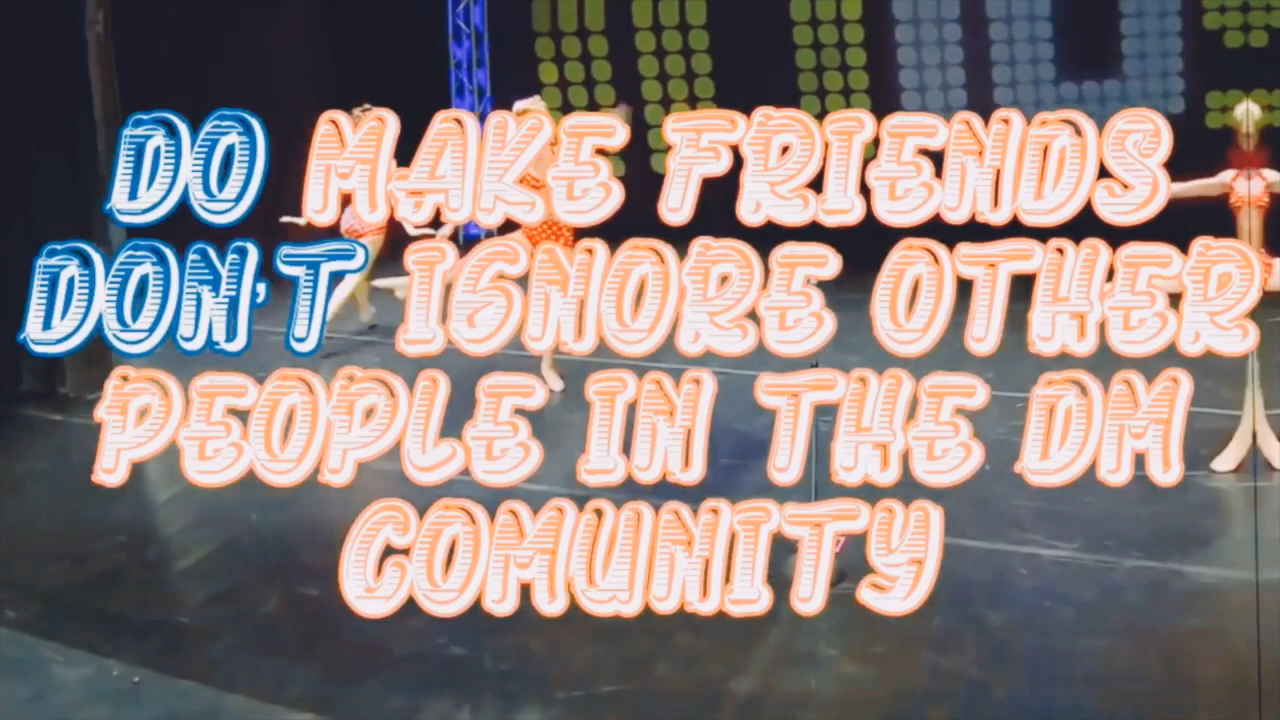 DO MAKE FRIENDS
DON'T IGNORE OTHER
PEOPLE IN THE DM
COMUNITY